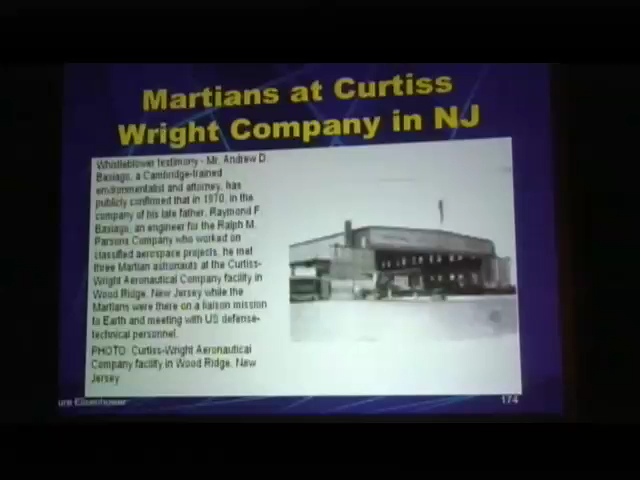 Martians at Curtiss
Wright Company in NJ
Whistleblower testimony - Mr. Andrew D.
Basiago, a Cambridge-trained
environmentalist and attorney, has
publicly confirmed that in 1970, in the
company of his late father, Raymond F.
Basiago, an engineer for the Ralph M.
Parsons Company who worked on
classified aerospace projects, he met
three Martian astronauts at the Curtiss-
Wright Aeronautical Company facility in
Wood Ridge, New Jersey while the
Martians were there on a liaison mission
to Earth and meeting with US defense-
technical personnel.
PHOTO: Curtiss-Wright Aeronautical
Company facility in Wood Ridge, New
Jersey
Eisenhower
174